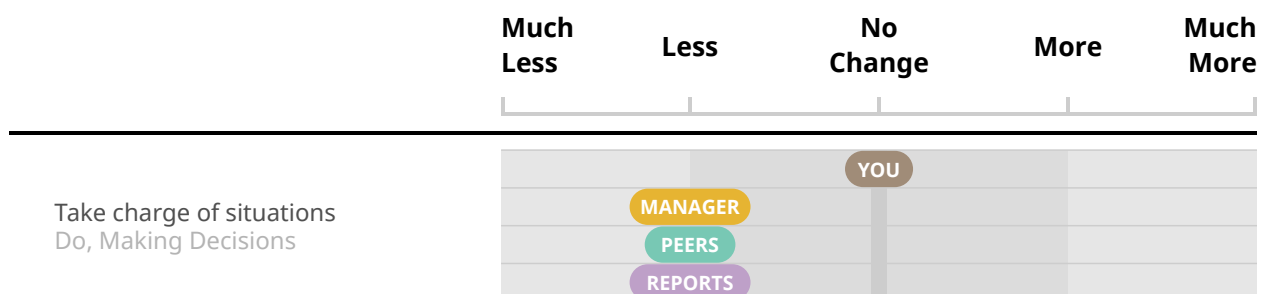 Much
Less
Less
No
Change
More
Much
More
YOU
MANAGER
Take charge of situations
Do, Making Decisions
PEERS
REPORTS